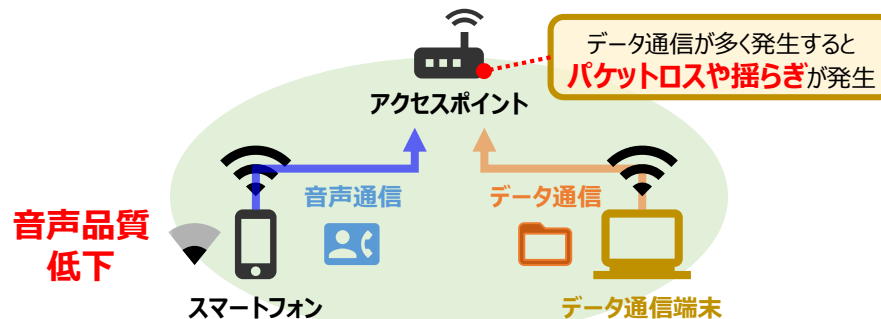 データ通信が多く発生すると
パケットロスや揺らぎが発生
アクセスポイント
音声通信
データ通信
音声品質
低下
スマートフォン
データ通信端末